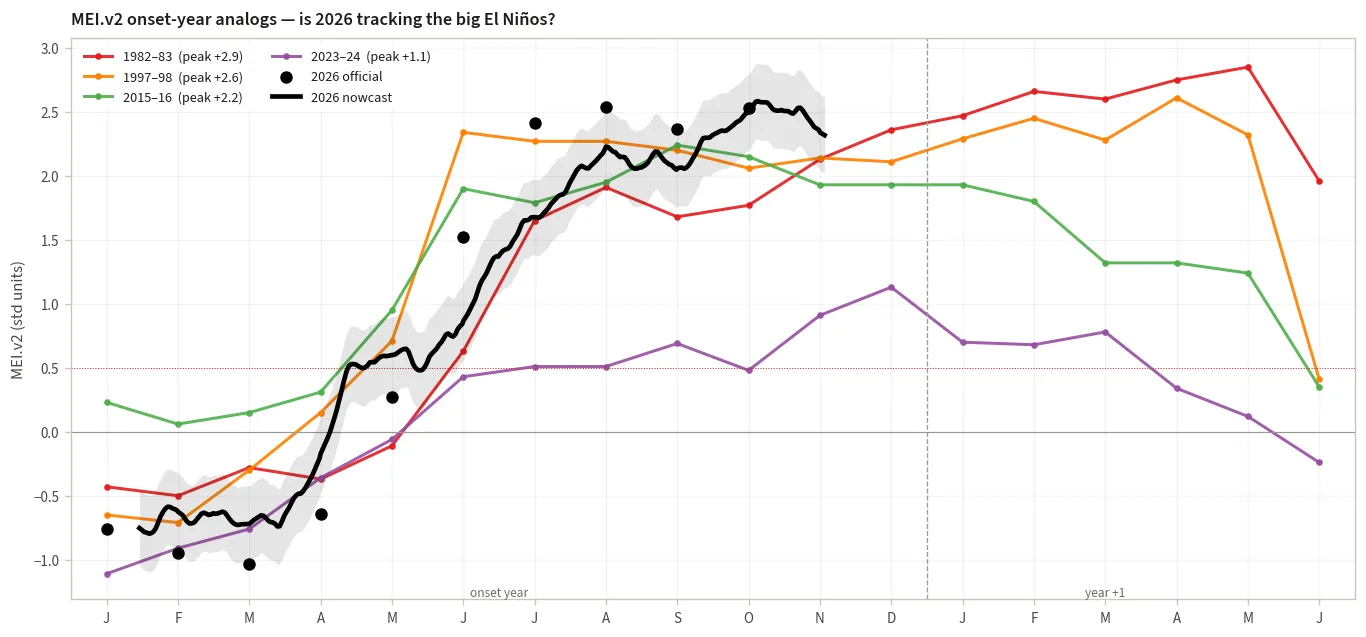 MEI.v2 onset-year analogs — is 2026 tracking the big El Niños?
1982–83 (peak +2.9)
1997–98 (peak +2.6)
2015–16 (peak +2.2)
2023–24 (peak +1.1)
2026 official
2026 nowcast
MEI.v2 (std units)
3.0
2.5
2.0
1.5
1.0
0.5
0.0
−0.5
−1.0
onset year
year +1
J F M A M J J A S O N D J F M A M J